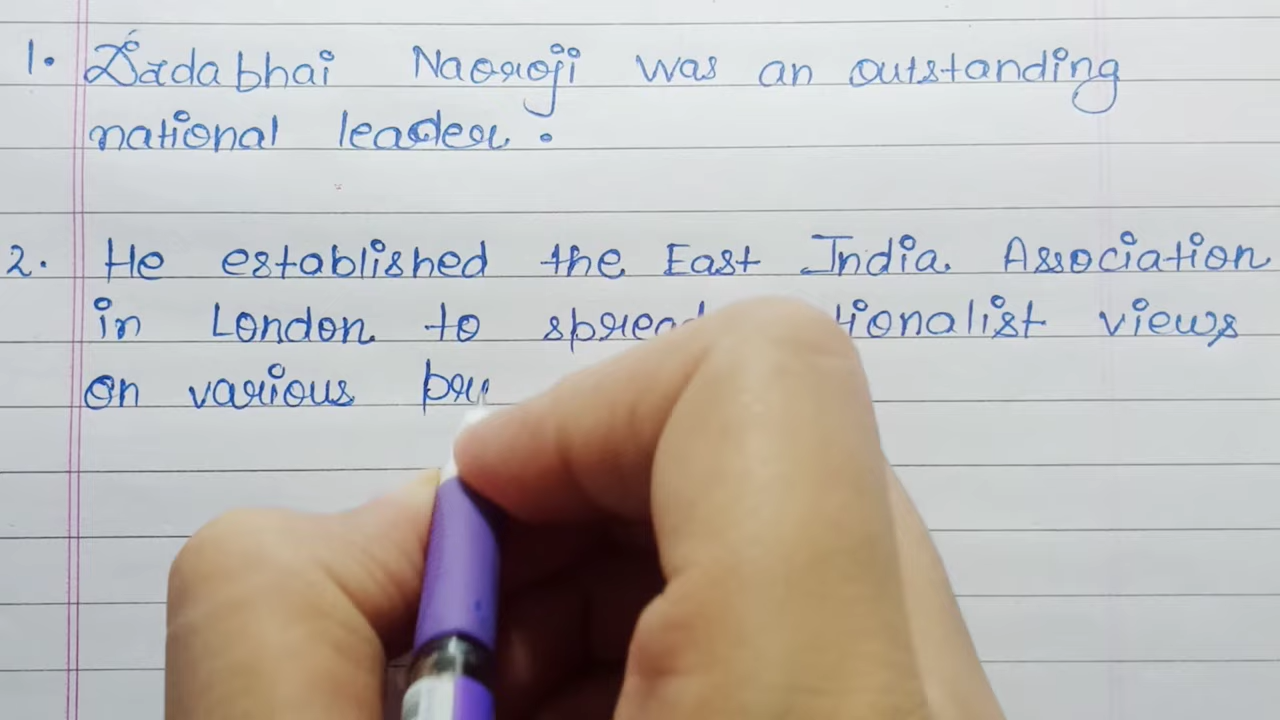 1. Dadabhai Naoroji was an outstanding
national leader.
2. He established the East India Association
in London to spread views
on various